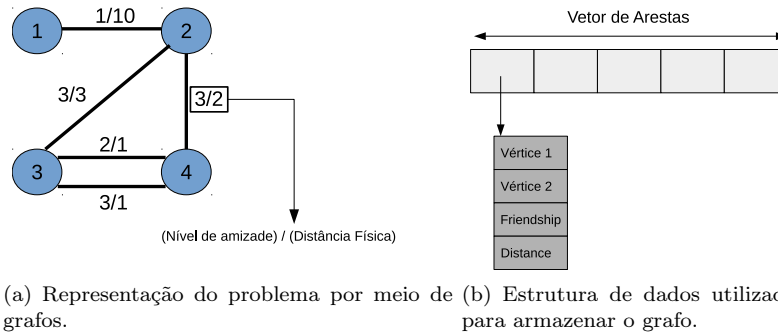 1/10
1
2
3/3
3/2
2/1
3
4
3/1
(Nível de amizade) / (Distância Física)
Vetor de Arestas
Vértice 1
Vértice 2
Friendship
Distance
(a) Representação do problema por meio de
grafos.
(b) Estrutura de dados utilizad
para armazenar o grafo.